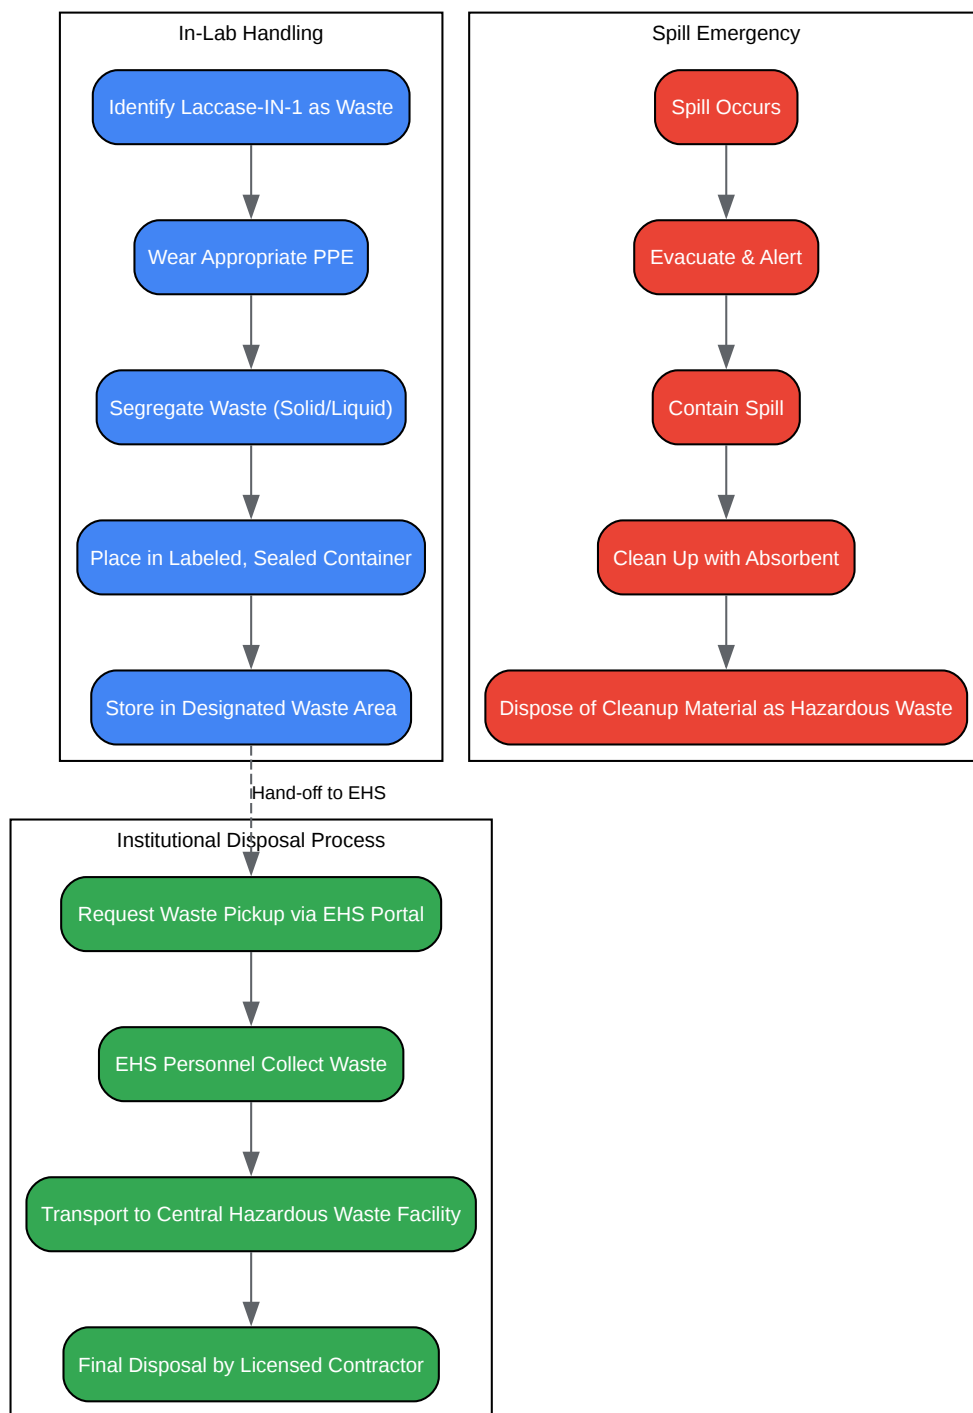 In-Lab Handling
Identify Laccase-IN-1 as Waste
Wear Appropriate PPE
Segregate Waste (Solid/Liquid)
Place in Labeled, Sealed Container
Store in Designated Waste Area
Spill Emergency
Spill Occurs
Evacuate & Alert
Contain Spill
Clean Up with Absorbent
Dispose of Cleanup Material as Hazardous Waste
Hand-off to EHS
Institutional Disposal Process
Request Waste Pickup via EHS Portal
EHS Personnel Collect Waste
Transport to Central Hazardous Waste Facility
Final Disposal by Licensed Contractor